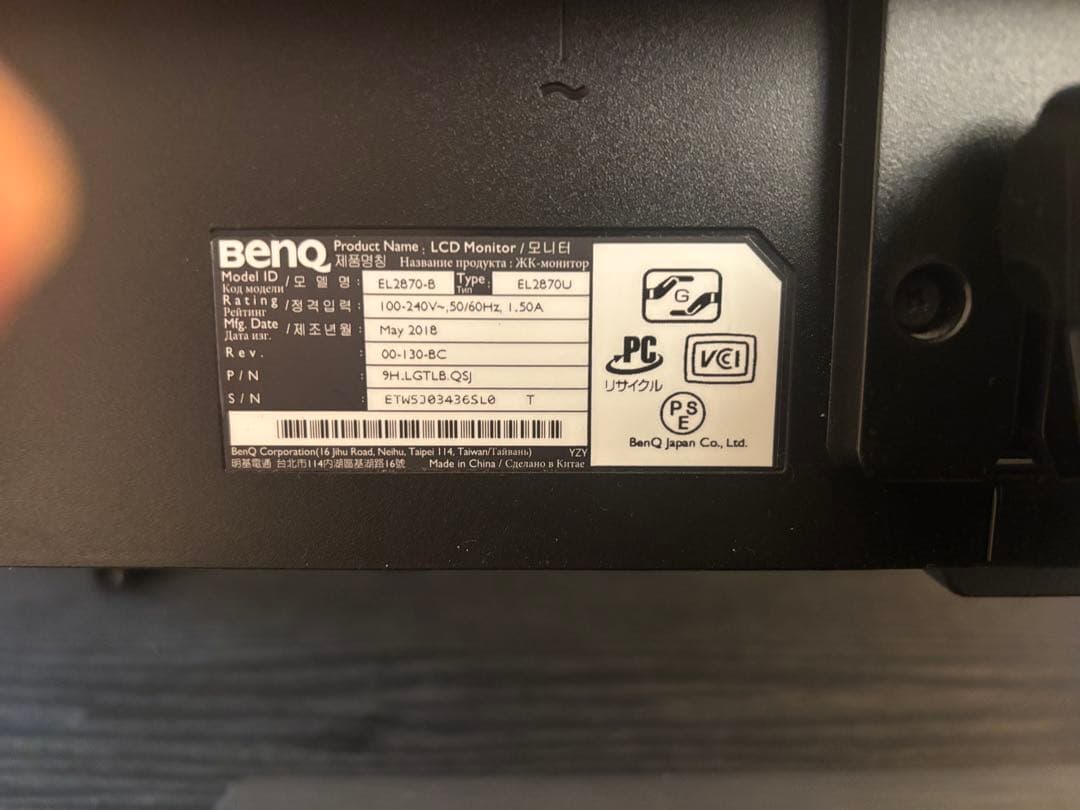 ~
BenQ
Product Name : LCD Monitor / 모니터
제품명칭 Название продукта : ЖК-монитор
Model ID / 모 델 명 : EL2870-B Type : EL2870U
Код модели Тип
Rating / 정격입력 : 100-240V~,50/60Hz, 1.50A
Рейтинг
Mfg. Date / 제조년월 : May 2018
Дата изг.
Rev. : 00-130-BC
P/N : 9H.LGTLB.QSJ
S/N : ETW5J03436SL0 T
BenQ Corporation(16 Jihu Road, Neihu, Taipei 114, Taiwan/Тайвань) YZY
明基電通 台北市114內湖區基湖路16號 Made in China / Сделано в Китае
G
PC
リサイクル
VCI
PSE
BenQ Japan Co., Ltd.